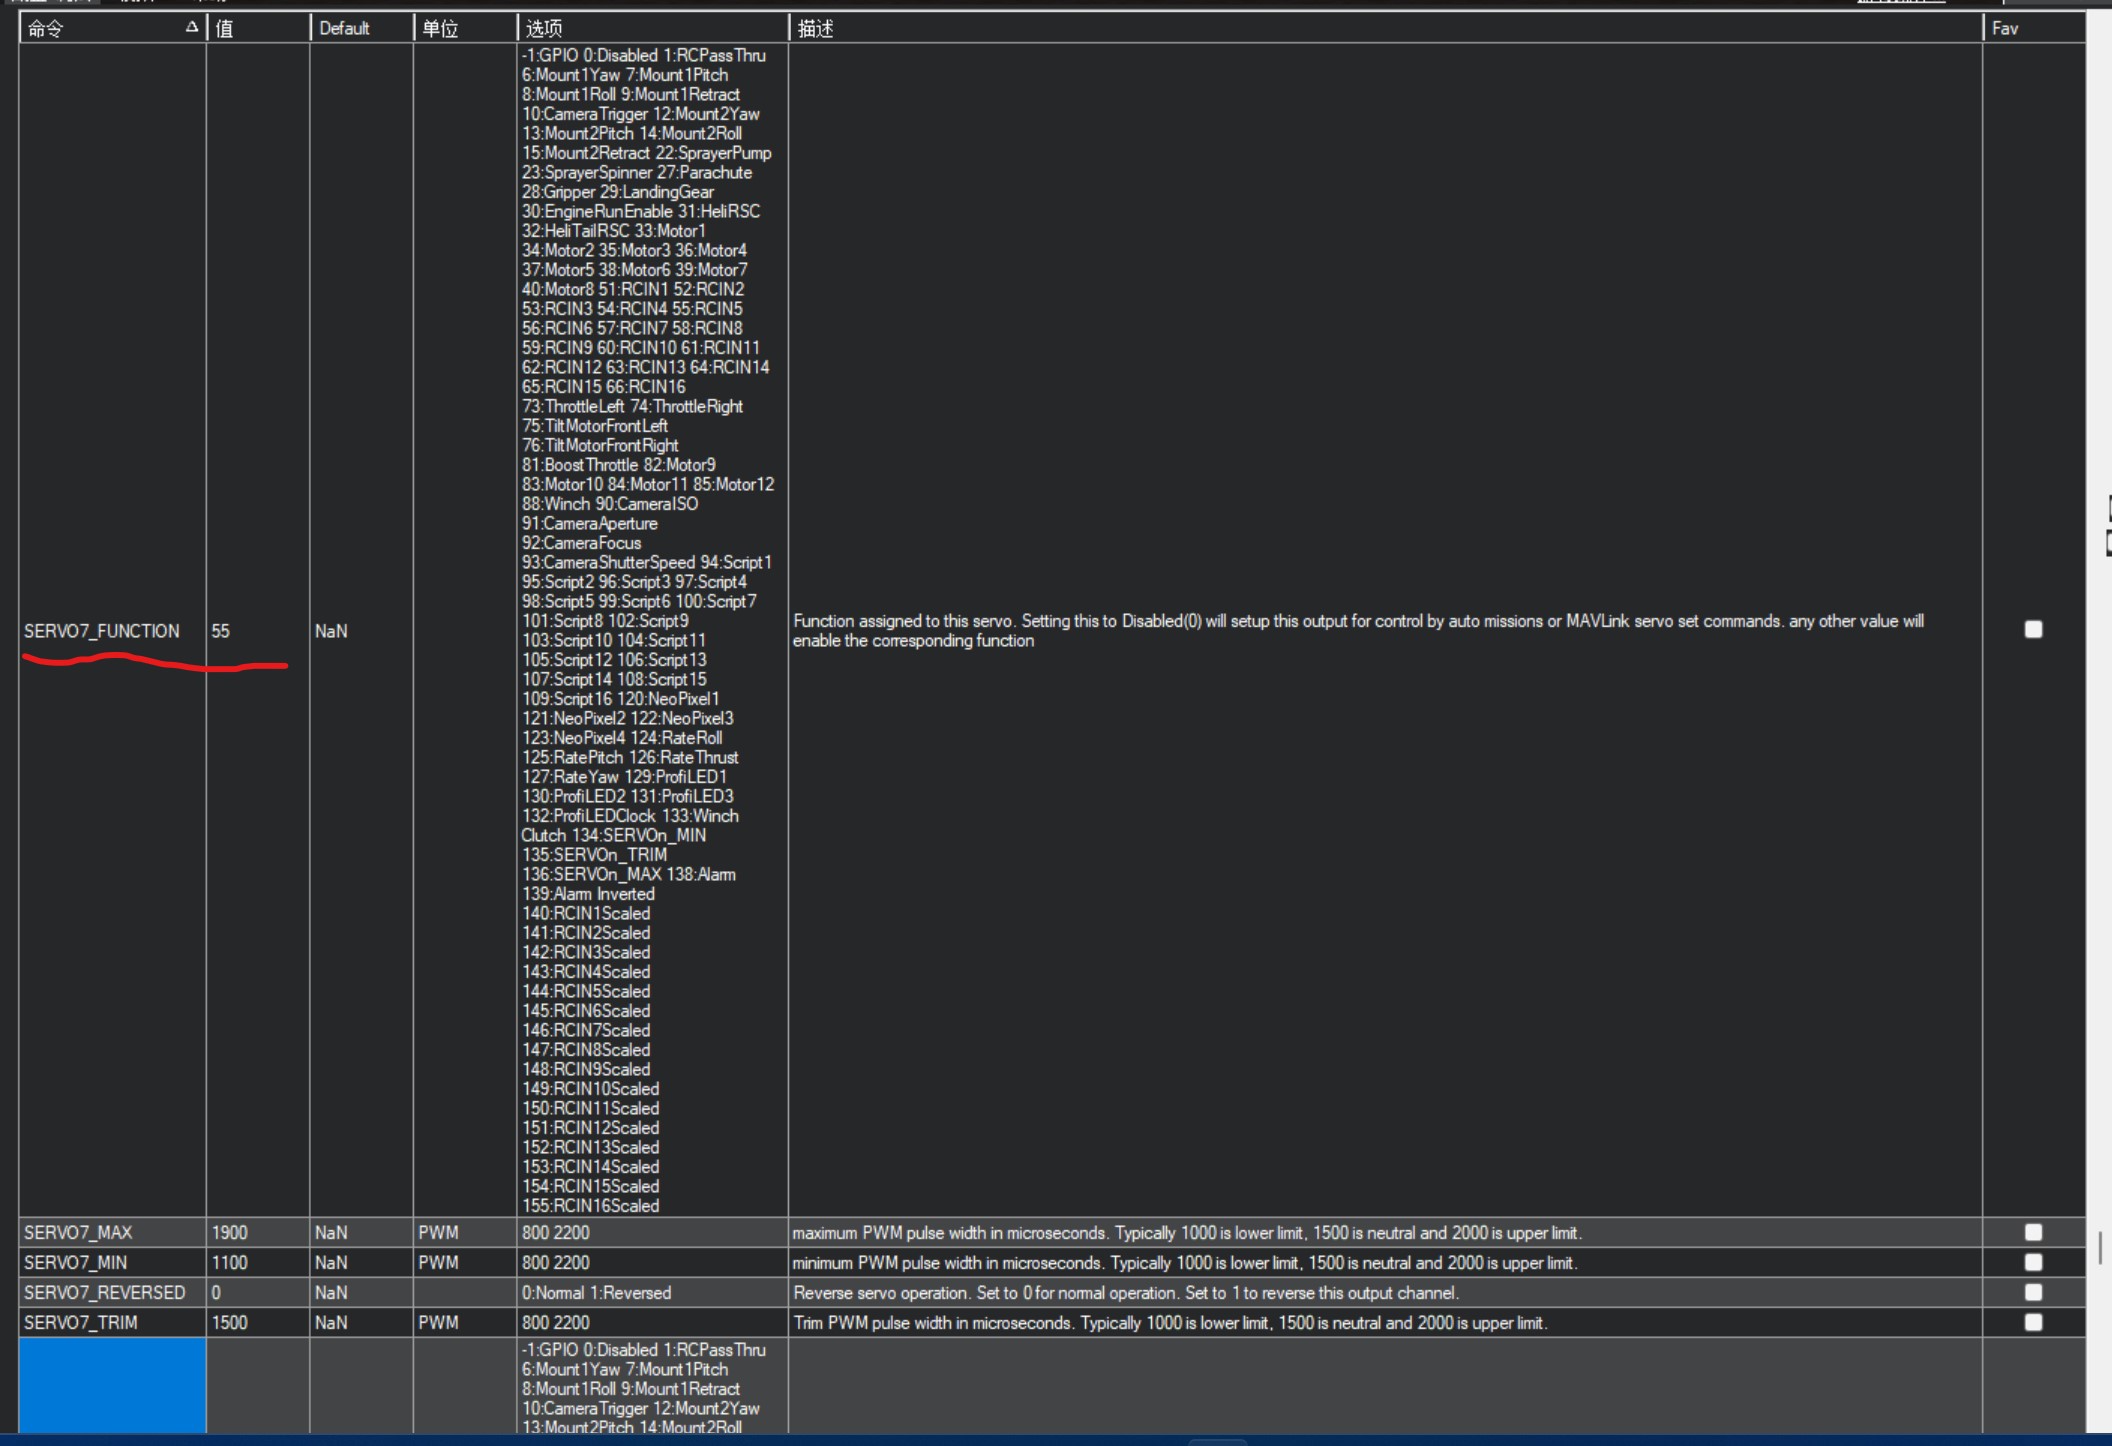 命令 Δ 值 Default 单位 选项 描述 Fav
-1:GPIO 0:Disabled 1:RCPassThru
6:Mount1Yaw 7:Mount1Pitch
8:Mount1Roll 9:Mount1Retract
10:CameraTrigger 12:Mount2Yaw
13:Mount2Pitch 14:Mount2Roll
15:Mount2Retract 22:SprayerPump
23:SprayerSpinner 27:Parachute
28:Gripper 29:LandingGear
30:EngineRunEnable 31:HeliRSC
32:HeliTailRSC 33:Motor1
34:Motor2 35:Motor3 36:Motor4
37:Motor5 38:Motor6 39:Motor7
40:Motor8 51:RCIN1 52:RCIN2
53:RCIN3 54:RCIN4 55:RCIN5
56:RCIN6 57:RCIN7 58:RCIN8
59:RCIN9 60:RCIN10 61:RCIN11
62:RCIN12 63:RCIN13 64:RCIN14
65:RCIN15 66:RCIN16
73:ThrottleLeft 74:ThrottleRight
75:TiltMotorFrontLeft
76:TiltMotorFrontRight
81:BoostThrottle 82:Motor9
83:Motor10 84:Motor11 85:Motor12
88:Winch 90:CameraISO
91:CameraAperture
92:CameraFocus
93:CameraShutterSpeed 94:Script1
95:Script2 96:Script3 97:Script4
98:Script5 99:Script6 100:Script7
101:Script8 102:Script9
103:Script10 104:Script11
105:Script12 106:Script13
107:Script14 108:Script15
109:Script16 120:NeoPixel1
121:NeoPixel2 122:NeoPixel3
123:NeoPixel4 124:RateRoll
125:RatePitch 126:RateThrust
127:RateYaw 129:ProfiLED1
130:ProfiLED2 131:ProfiLED3
132:ProfiLEDClock 133:Winch
Clutch 134:SERVOn_MIN
135:SERVOn_TRIM
136:SERVOn_MAX 138:Alarm
139:Alarm Inverted
140:RCIN1Scaled
141:RCIN2Scaled
142:RCIN3Scaled
143:RCIN4Scaled
144:RCIN5Scaled
145:RCIN6Scaled
146:RCIN7Scaled
147:RCIN8Scaled
148:RCIN9Scaled
149:RCIN10Scaled
150:RCIN11Scaled
151:RCIN12Scaled
152:RCIN13Scaled
153:RCIN14Scaled
154:RCIN15Scaled
155:RCIN16Scaled
SERVO7_FUNCTION 55 NaN
Function assigned to this servo. Setting this to Disabled(0) will setup this output for control by auto missions or MAVLink servo set commands. any other value will
enable the corresponding function
SERVO7_MAX 1900 NaN PWM 800 2200 maximum PWM pulse width in microseconds. Typically 1000 is lower limit, 1500 is neutral and 2000 is upper limit.
SERVO7_MIN 1100 NaN PWM 800 2200 minimum PWM pulse width in microseconds. Typically 1000 is lower limit, 1500 is neutral and 2000 is upper limit.
SERVO7_REVERSED 0 NaN 0:Normal 1:Reversed Reverse servo operation. Set to 0 for normal operation. Set to 1 to reverse this output channel.
SERVO7_TRIM 1500 NaN PWM 800 2200 Trim PWM pulse width in microseconds. Typically 1000 is lower limit, 1500 is neutral and 2000 is upper limit.
-1:GPIO 0:Disabled 1:RCPassThru
6:Mount1Yaw 7:Mount1Pitch
8:Mount1Roll 9:Mount1Retract
10:CameraTrigger 12:Mount2Yaw
13:Mount2Pitch 14:Mount2Roll